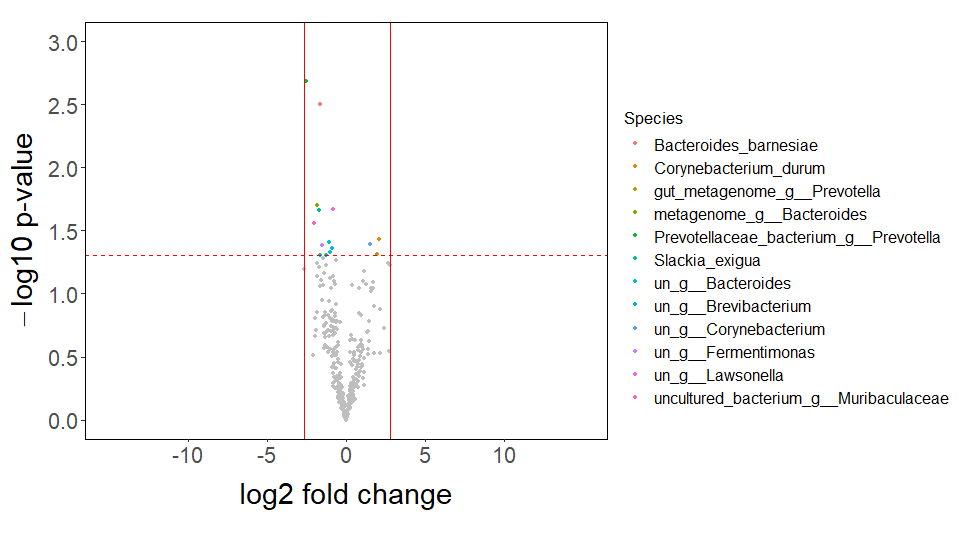 3.0
2.5
2.0
1.5
1.0
0.5
0.0
−log10 p-value
-10 -5 0 5 10
log2 fold change
Species
Bacteroides_barnesiae
Corynebacterium_durum
gut_metagenome_g__Prevotella
metagenome_g__Bacteroides
Prevotellaceae_bacterium_g__Prevotella
Slackia_exigua
un_g__Bacteroides
un_g__Brevibacterium
un_g__Corynebacterium
un_g__Fermentimonas
un_g__Lawsonella
uncultured_bacterium_g__Muribaculaceae